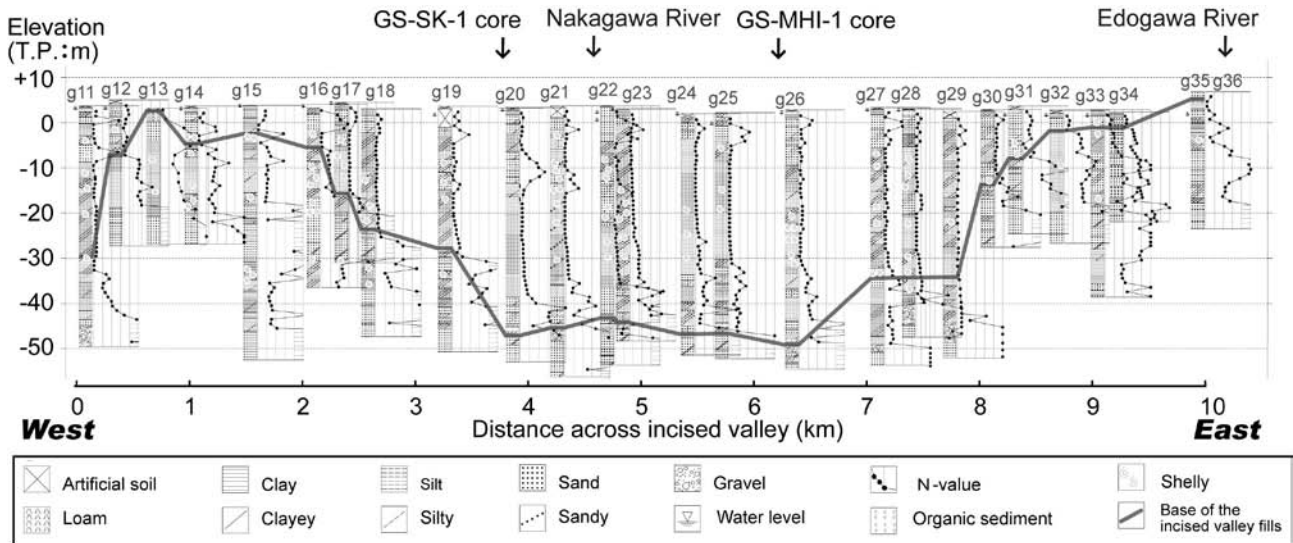 Elevation
(T.P.:m)
GS-SK-1 core
Nakagawa River
GS-MHI-1 core
Edogawa River
+10
0
-10
-20
-30
-40
-50
g11 g12 g13 g14 g15 g16 g17 g18 g19 g20 g21 g22 g23 g24 g25 g26 g27 g28 g29 g30 g31 g32 g33 g34 g35 g36
0 1 2 3 4 5 6 7 8 9 10
West Distance across incised valley (km) East
Artificial soil Clay Silt Sand Gravel N-value Shelly
Loam Clayey Silty Sandy Water level Organic sediment Base of the
incised valley fills